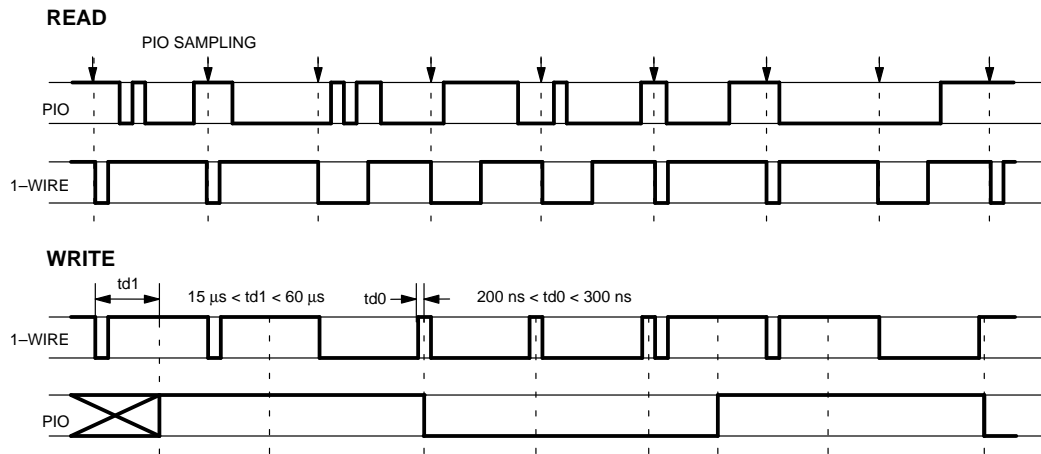 READ
PIO SAMPLING
PIO
1–WIRE
WRITE
td1
15 µs < td1 < 60 µs
td0
200 ns < td0 < 300 ns
1–WIRE
PIO